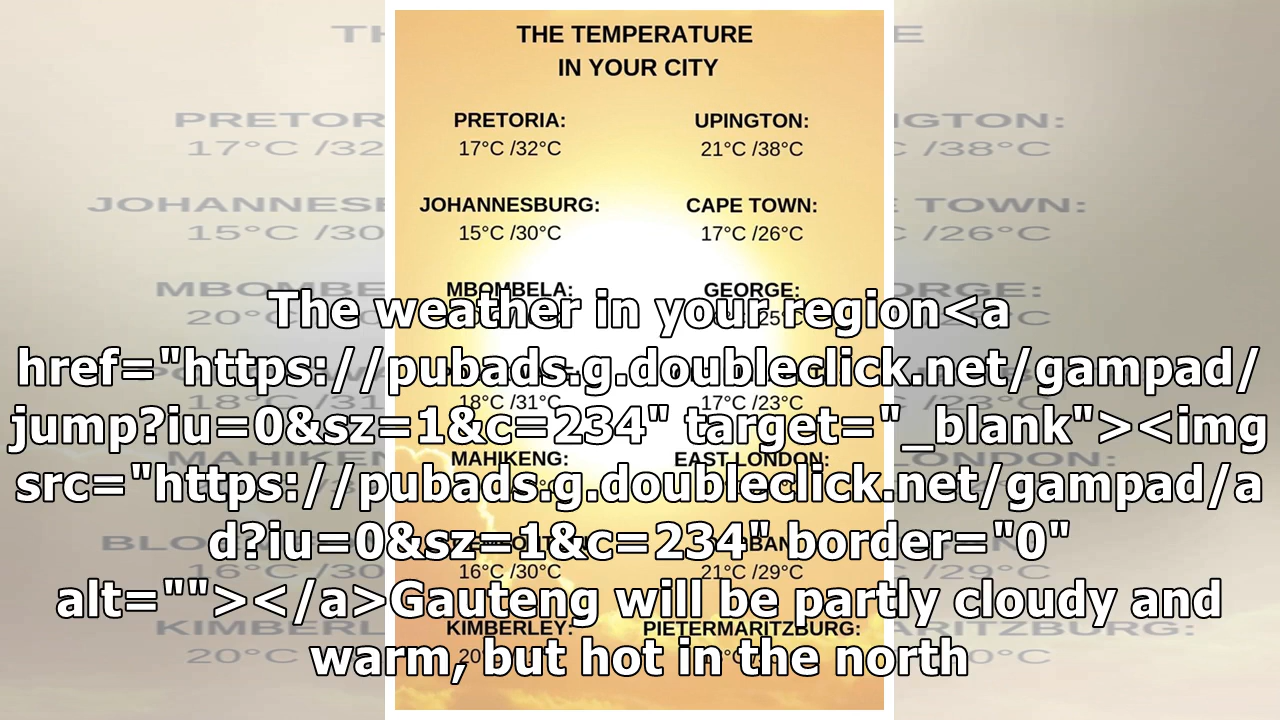 THE TEMPERATURE
IN YOUR CITY
PRETORIA:
17°C /32°C
UPINGTON:
21°C /38°C
JOHANNESBURG:
15°C /30°C
CAPE TOWN:
17°C /26°C
MBOMBELA:
GEORGE:
18°C /31°C
17°C /23°C
MAHIKENG:
EAST LONDON:
16°C /30°C
21°C /29°C
KIMBERLEY:
PIETERMARITZBURG:
The weather in your region<a
href="https://pubads.g.doubleclick.net/gampad/
jump?iu=0&sz=1&c=234" target="_blank"><img
src="https://pubads.g.doubleclick.net/gampad/a
d?iu=0&sz=1&c=234" border="0"
alt=""></a>Gauteng will be partly cloudy and
warm, but hot in the north